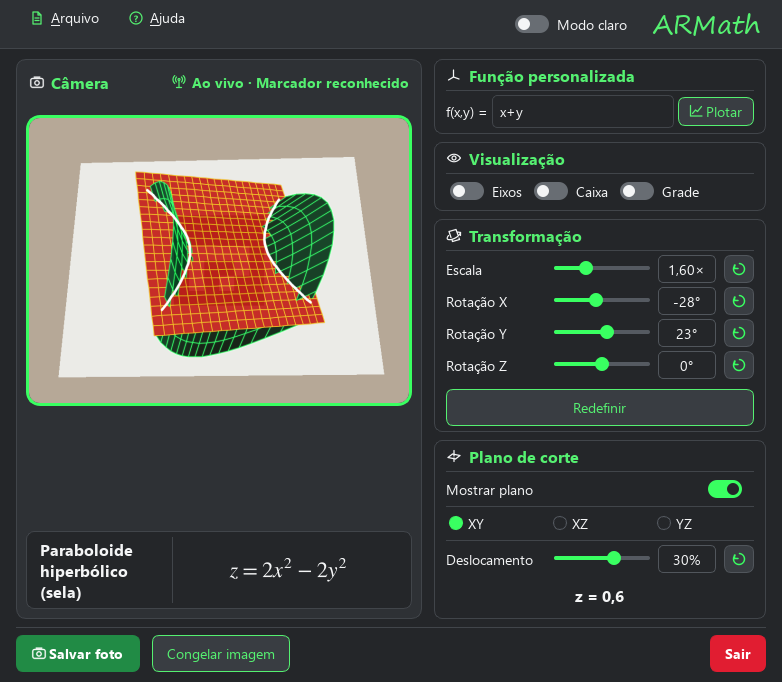 Arquivo
Ajuda
Modo claro
ARMath
Câmera
Ao vivo · Marcador reconhecido
Paraboloide
hiperbólico
(sela)
z = 2x² − 2y²
Função personalizada
f(x,y) = x+y
Plotar
Visualização
Eixos Caixa Grade
Transformação
Escala 1,60×
Rotação X -28°
Rotação Y 23°
Rotação Z 0°
Redefinir
Plano de corte
Mostrar plano
XY XZ YZ
Deslocamento 30%
z = 0,6
Salvar foto
Congelar imagem
Sair